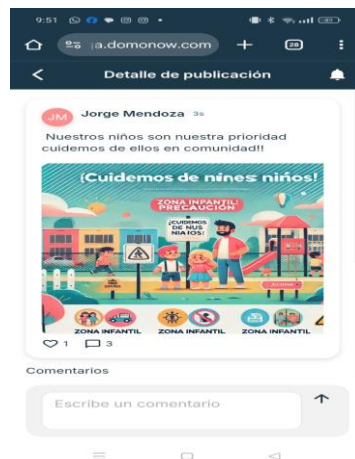 9:51
ja.domonow.com
28
Detalle de publicación
JM
Jorge Mendoza 3s
Nuestros niños son nuestra prioridad
cuidemos de ellos en comunidad!!
¡Cuidemos de nines niños!
ZONA INFANTIL
PRECAUCIÓN
¡CUIDEMOS
DE NUS
NIAIOS!
ZONA INFANTIL
ZONA INFANTIL
ZONA INFANTIL
1
3
Comentarios
Escribe un comentario